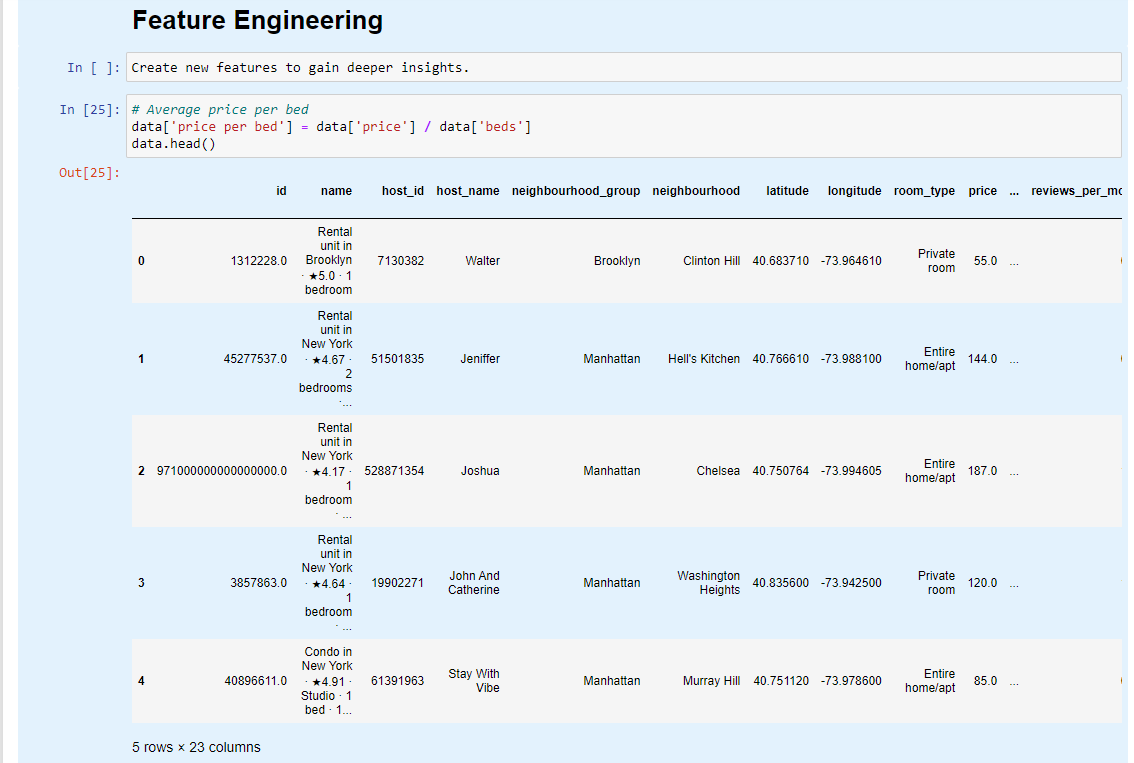 Feature Engineering
In [ ]: Create new features to gain deeper insights.
In [25]: # Average price per bed
data['price per bed'] = data['price'] / data['beds']
data.head()
Out[25]:
id name host_id host_name neighbourhood_group neighbourhood latitude longitude room_type price ... reviews_per_mo
0 1312228.0 Rental unit in Brooklyn · ★5.0 · 1 bedroom 7130382 Walter Brooklyn Clinton Hill 40.683710 -73.964610 Private room 55.0 ...
1 45277537.0 Rental unit in New York · ★4.67 · 2 bedrooms ·... 51501835 Jeniffer Manhattan Hell's Kitchen 40.766610 -73.988100 Entire home/apt 144.0 ...
2 971000000000000000.0 Rental unit in New York · ★4.17 · 1 bedroom · ... 528871354 Joshua Manhattan Chelsea 40.750764 -73.994605 Entire home/apt 187.0 ...
3 3857863.0 Rental unit in New York · ★4.64 · 1 bedroom · ... 19902271 John And Catherine Manhattan Washington Heights 40.835600 -73.942500 Private room 120.0 ...
4 40896611.0 Condo in New York · ★4.91 · Studio · 1 bed · 1... 61391963 Stay With Vibe Manhattan Murray Hill 40.751120 -73.978600 Entire home/apt 85.0 ...
5 rows × 23 columns